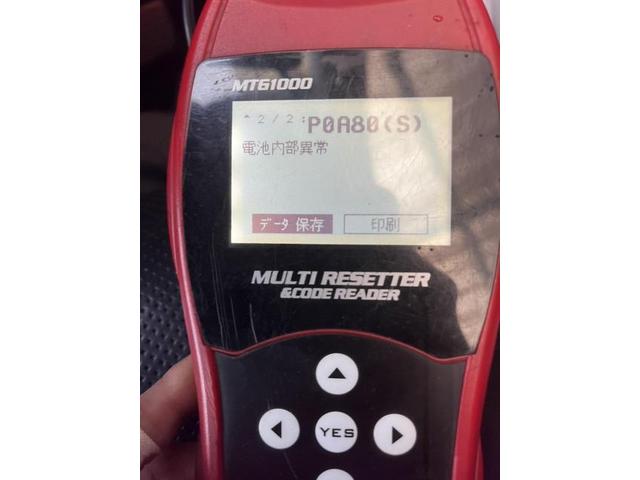 MT61000
▲ 2/2: P0A80(S)
電池内部異常
データ 保存 印刷
MULTI RESETTER
&CODE READER
YES